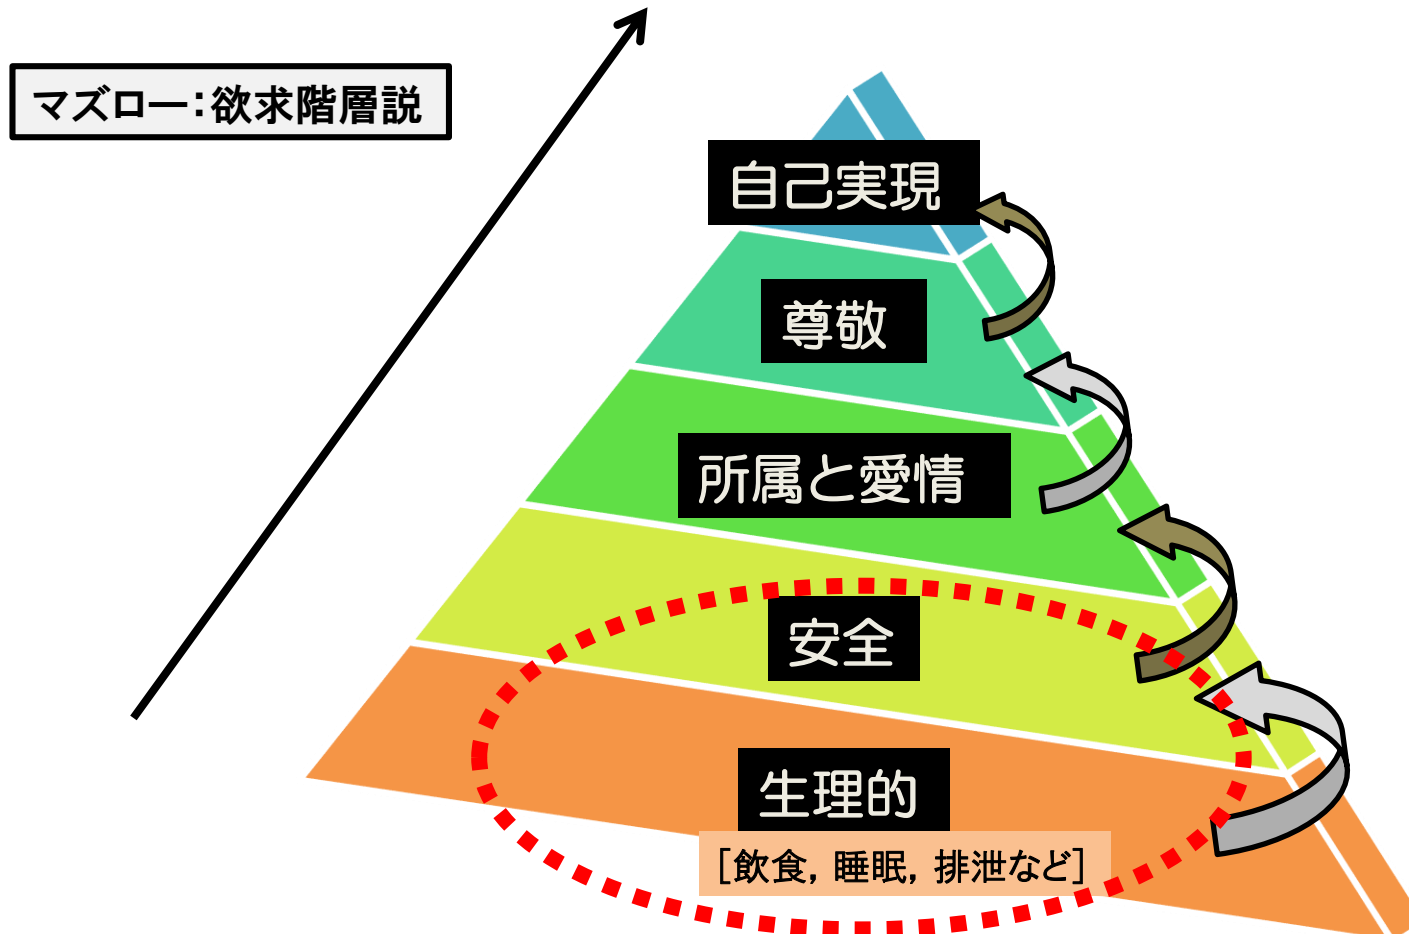 マズロー：欲求階層説
自己実現
尊敬
所属と愛情
安全
生理的
［飲食，睡眠，排泄など］